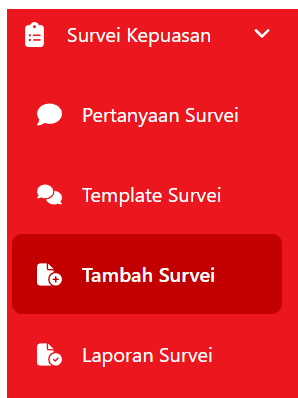 Survei Kepuasan
Pertanyaan Survei
Template Survei
Tambah Survei
Laporan Survei